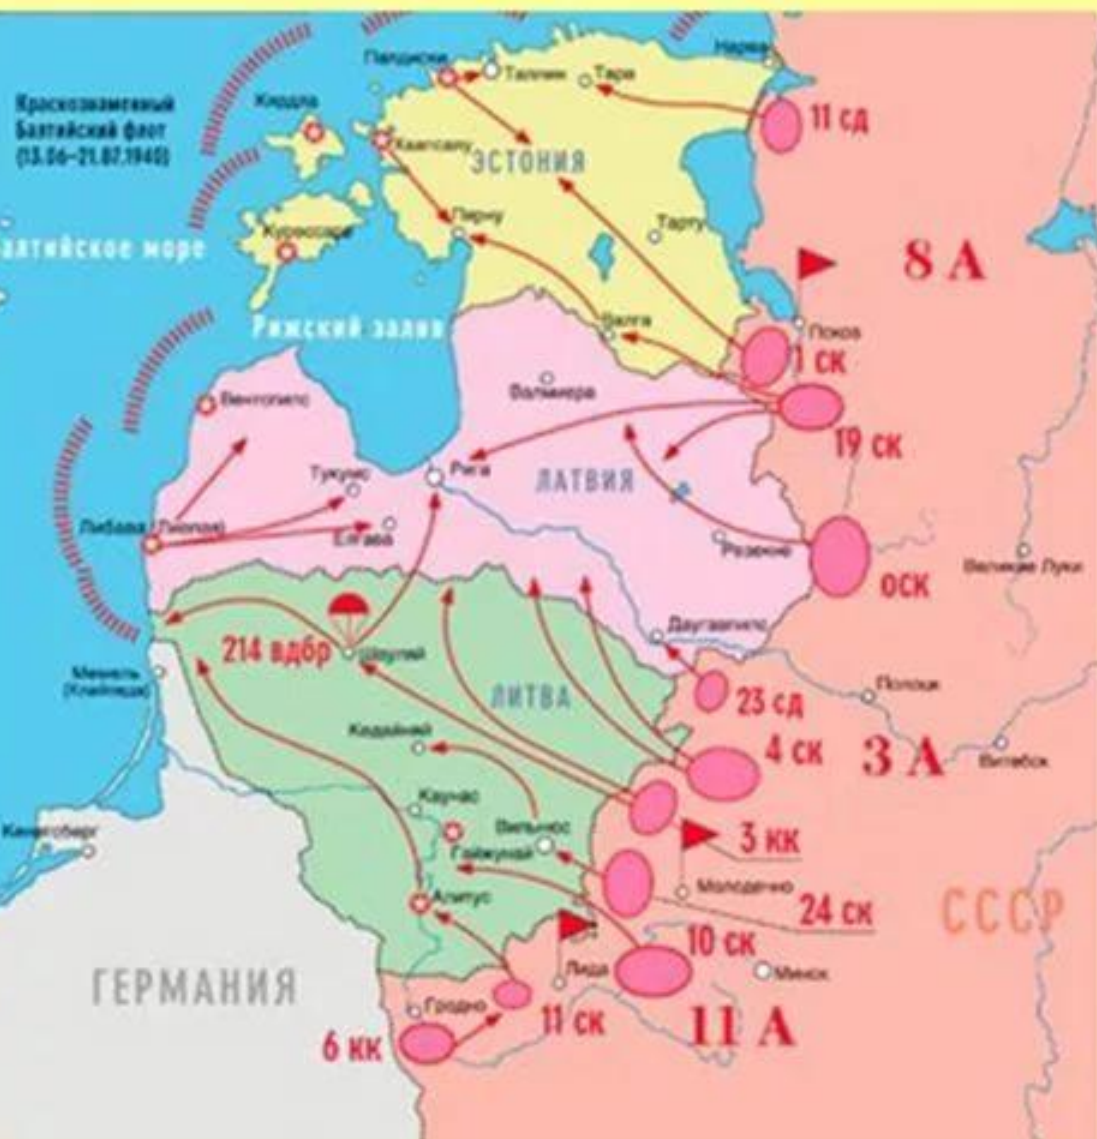 Краснознаменный
Балтийский флот
(13.06–21.07.1940)
Палдиски
Таллин
Тапа
Нарва
11 сд
Кярдла
Хаапсалу
ЭСТОНИЯ
Пярну
Тарту
Курессаре
алтийское море
8 А
Рижский залив
Валга
Псков
1 ск
19 ск
Вентспилс
Валмиера
Рига
ЛАТВИЯ
Тукумс
Либава (Лиепая)
Елгава
Резекне
оск
Великие Луки
Даугавпилс
214 вдбр
Шауляй
Мемель
(Клайпеда)
ЛИТВА
23 сд
Полоцк
4 ск
3 А
Витебск
Кедайняй
Каунас
Кенигсберг
Вильнюс
Гайжунай
3 кк
Молодечно
24 ск
СССР
Алитус
10 ск
Минск
ГЕРМАНИЯ
Лида
Гродно
11 ск
11 А
6 кк